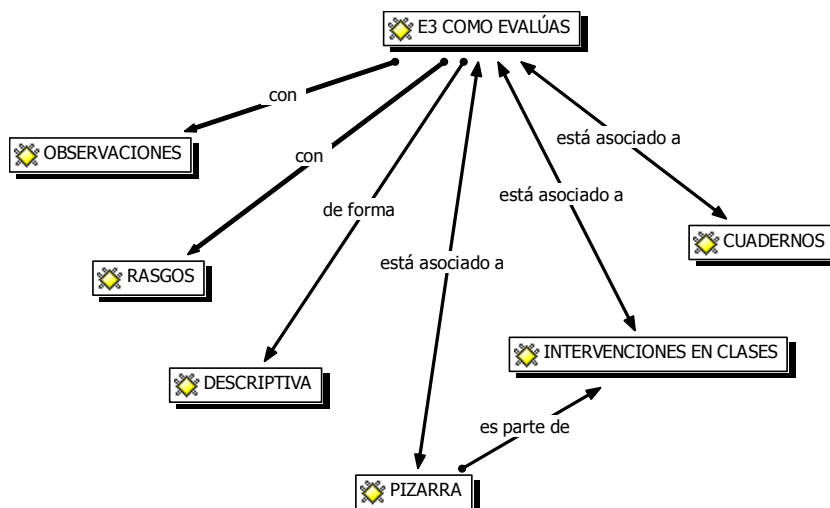 E3 COMO EVALÚAS
con
OBSERVACIONES
con
está asociado a
de forma
está asociado a
CUADERNOS
está asociado a
RASGOS
INTERVENCIONES EN CLASES
DESCRIPTIVA
es parte de
PIZARRA